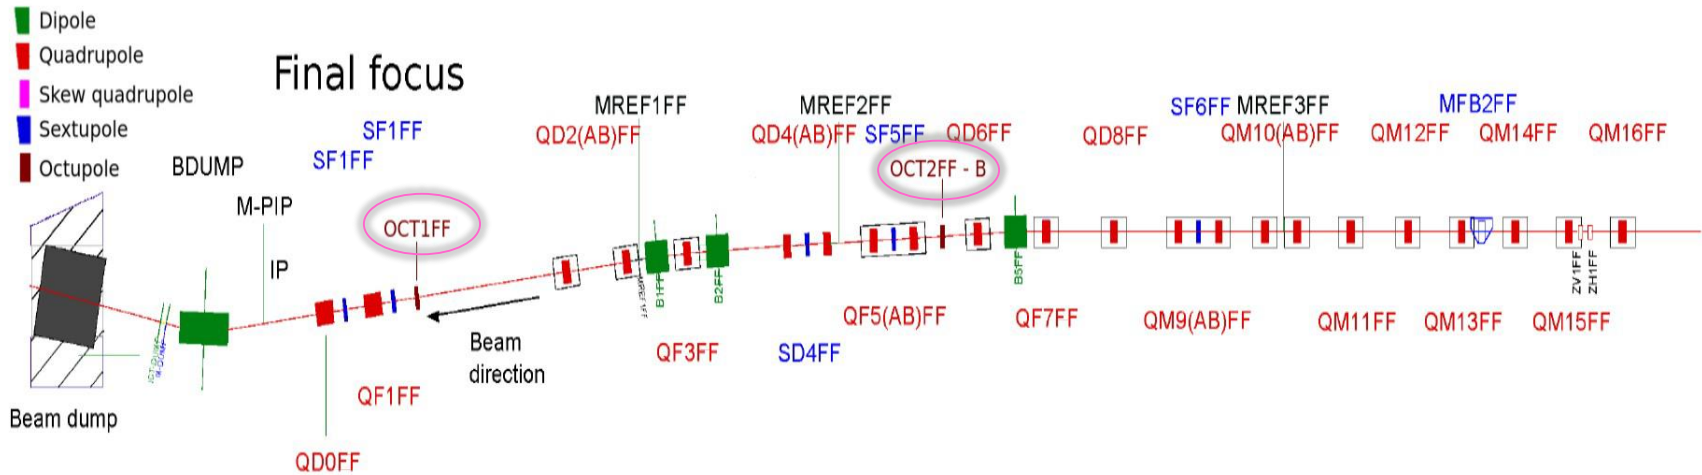 Dipole
Quadrupole
Skew quadrupole
Sextupole
Octupole
Final focus
BDUMP
M-PIP
IP
SF1FF
SF1FF
OCT1FF
MREF1FF
QD2(AB)FF
MREF2FF
QD4(AB)FF
SF5FF
QD6FF
OCT2FF - B
QD8FF
SF6FF
MREF3FF
QM10(AB)FF
MFB2FF
QM12FF
QM14FF
QM16FF
B1FF
B2FF
B5FF
ZV1FF
ZH1FF
Beam
direction
QF3FF
SD4FF
QF5(AB)FF
QF7FF
QM9(AB)FF
QM11FF
QM13FF
QM15FF
QF1FF
QD0FF
Beam dump